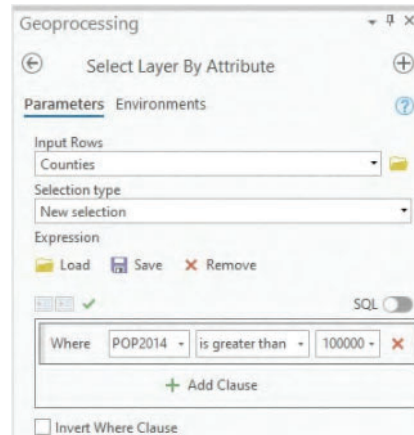 Geoprocessing
Select Layer By Attribute
Parameters Environments
Input Rows
Counties
Selection type
New selection
Expression
Load Save Remove
SQL
Where POP2014 is greater than 100000
Add Clause
Invert Where Clause